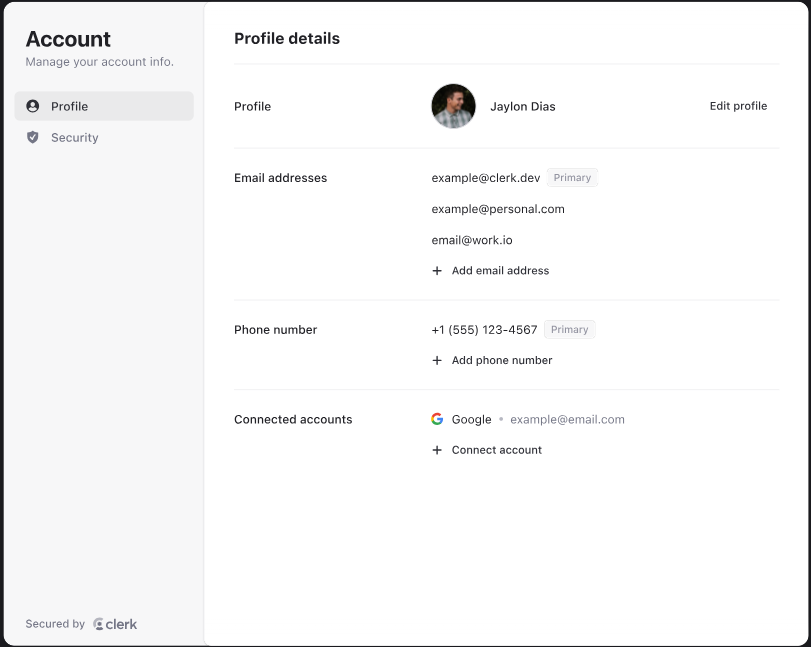 Account
Manage your account info.
Profile
Security
Secured by clerk
Profile details
Profile
Jaylon Dias
Edit profile
Email addresses
example@clerk.dev Primary
example@personal.com
email@work.io
+ Add email address
Phone number
+1 (555) 123-4567 Primary
+ Add phone number
Connected accounts
Google • example@email.com
+ Connect account